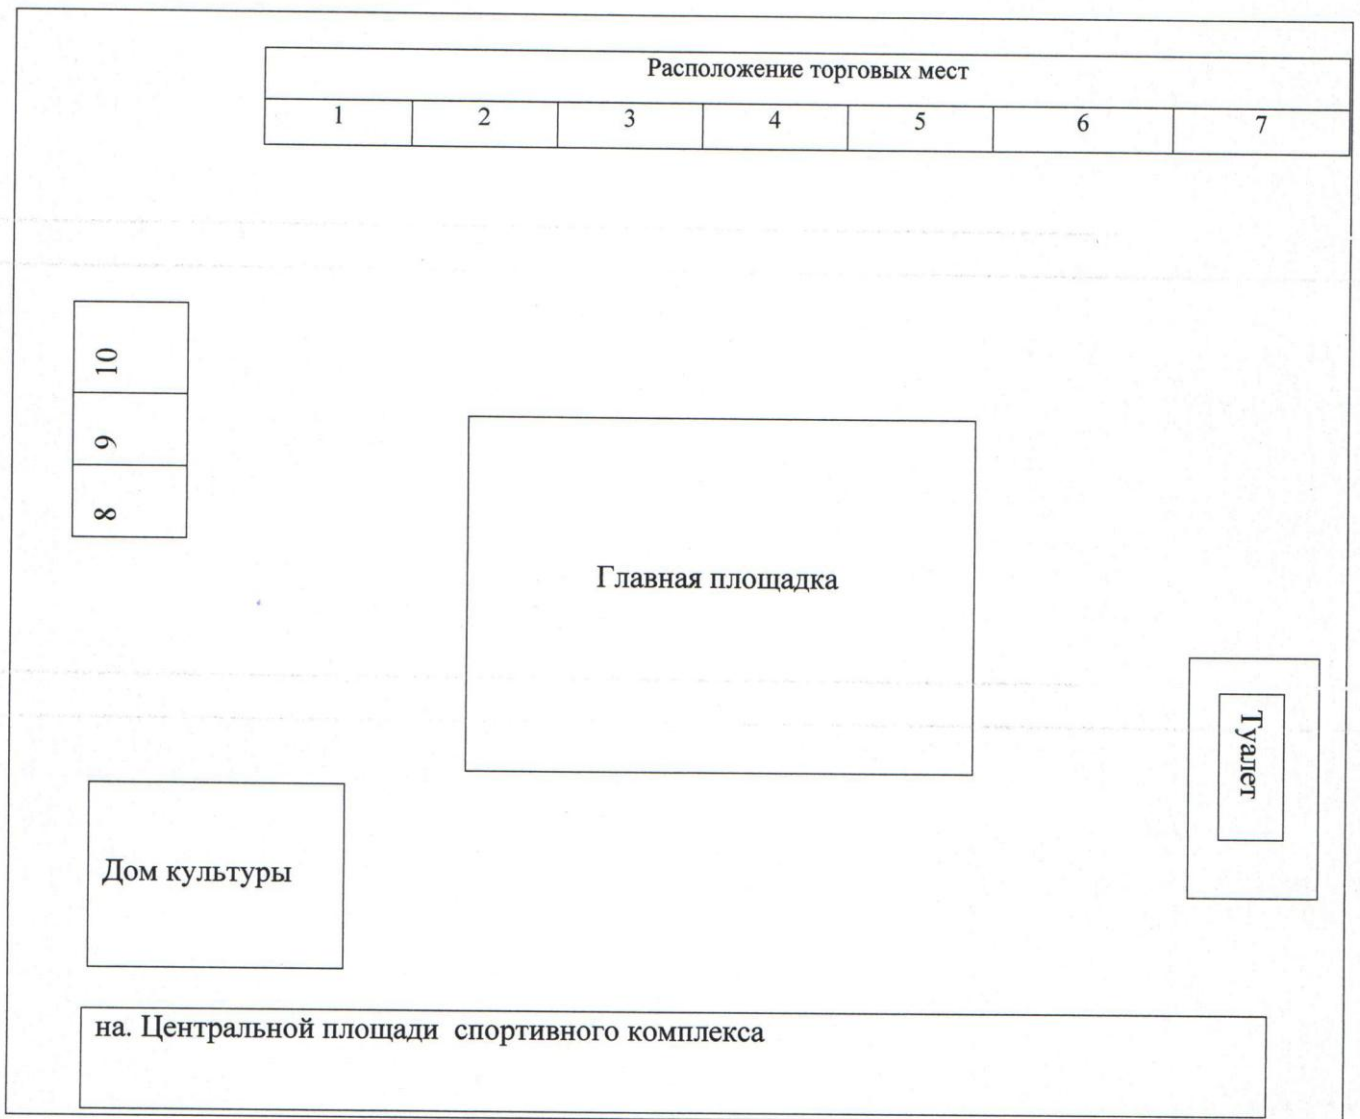 Расположение торговых мест
1 2 3 4 5 6 7
10
9
8
Главная площадка
Туалет
Дом культуры
на. Центральной площади спортивного комплекса